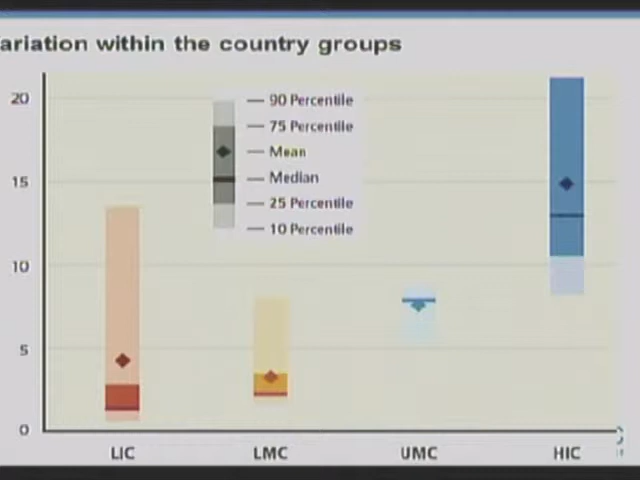 ariation within the country groups
20
90 Percentile
75 Percentile
Mean
15
Median
25 Percentile
10 Percentile
10
5
0
LIC
LMC
UMC
HIC